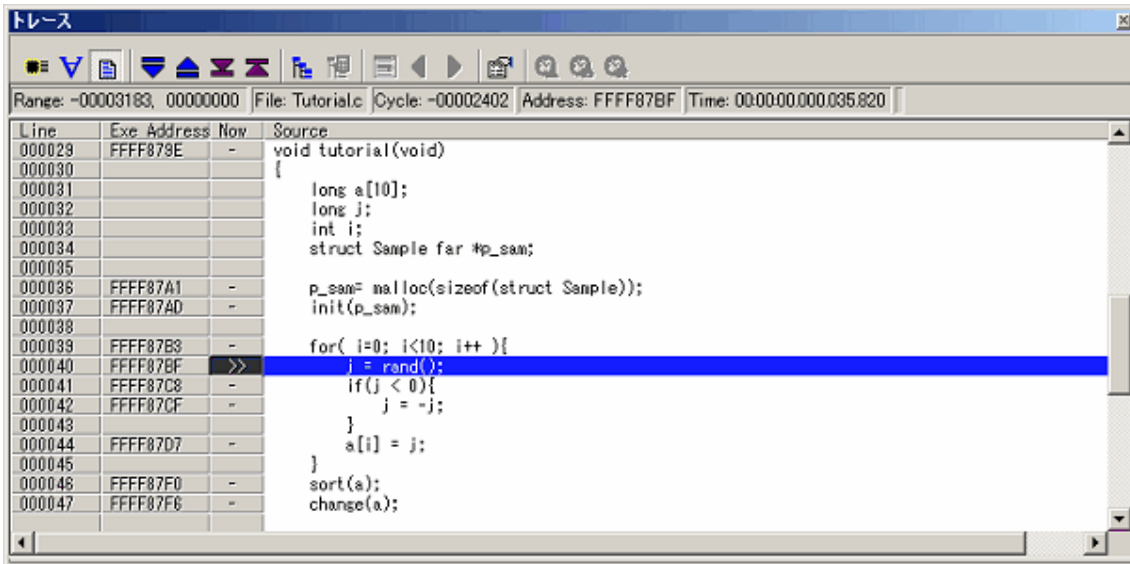 トレース
Range: -00003183, 00000000 File: Tutorial.c Cycle: -00002402 Address: FFFF87BF Time: 00:00:00.000.035.820
Line Exe Address Now Source
000029 FFFF879E - void tutorial(void)
000030 {
000031 long a[10];
000032 long j;
000033 int i;
000034 struct Sample far *p_sam;
000035
000036 FFFF87A1 - p_sam= malloc(sizeof(struct Sample));
000037 FFFF87AD - init(p_sam);
000038
000039 FFFF87B3 - for( i=0; i<10; i++ ){
000040 FFFF87BF >> j = rand();
000041 FFFF87C8 - if(j < 0){
000042 FFFF87CF - j = -j;
000043 }
000044 FFFF87D7 - a[i] = j;
000045 }
000046 FFFF87F0 - sort(a);
000047 FFFF87F6 - change(a);